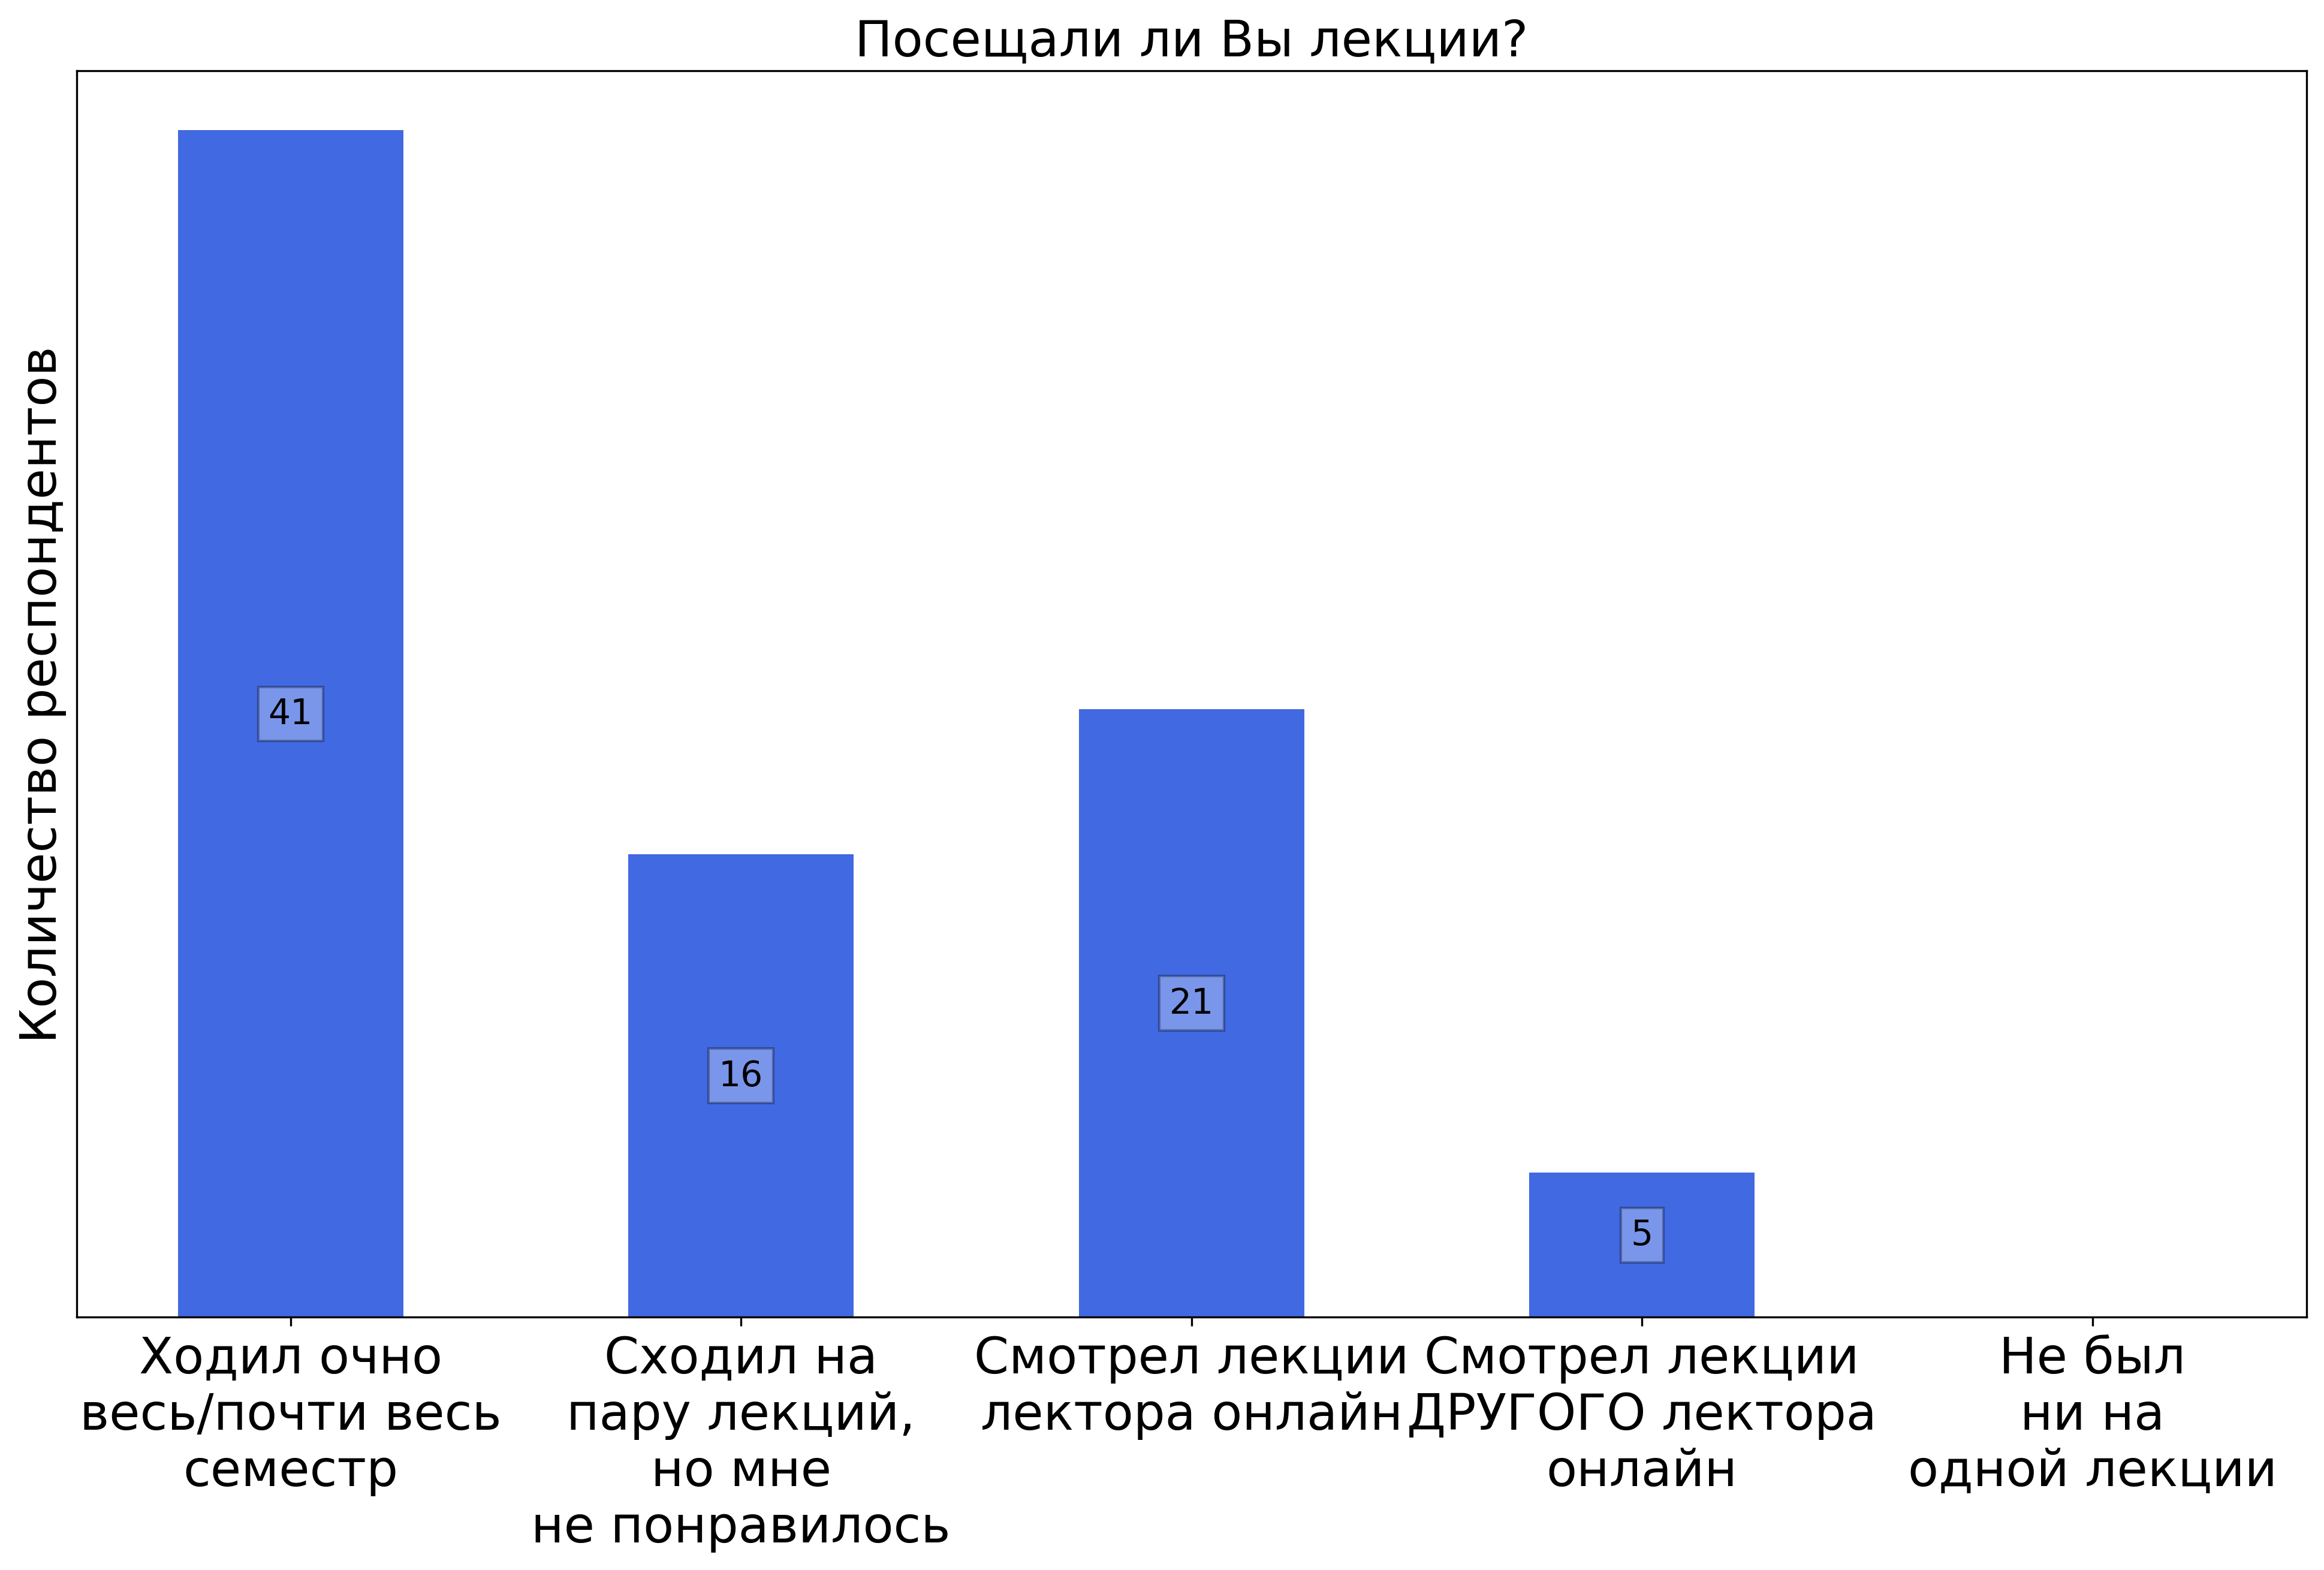 Посещали ли Вы лекции?
Количество респондентов
41
16
21
5
Ходил очно
весь/почти весь
семестр
Сходил на
пару лекций,
но мне
не понравилось
Смотрел лекции
лектора онлайн
Смотрел лекции
ДРУГОГО лектора
онлайн
Не был
ни на
одной лекции